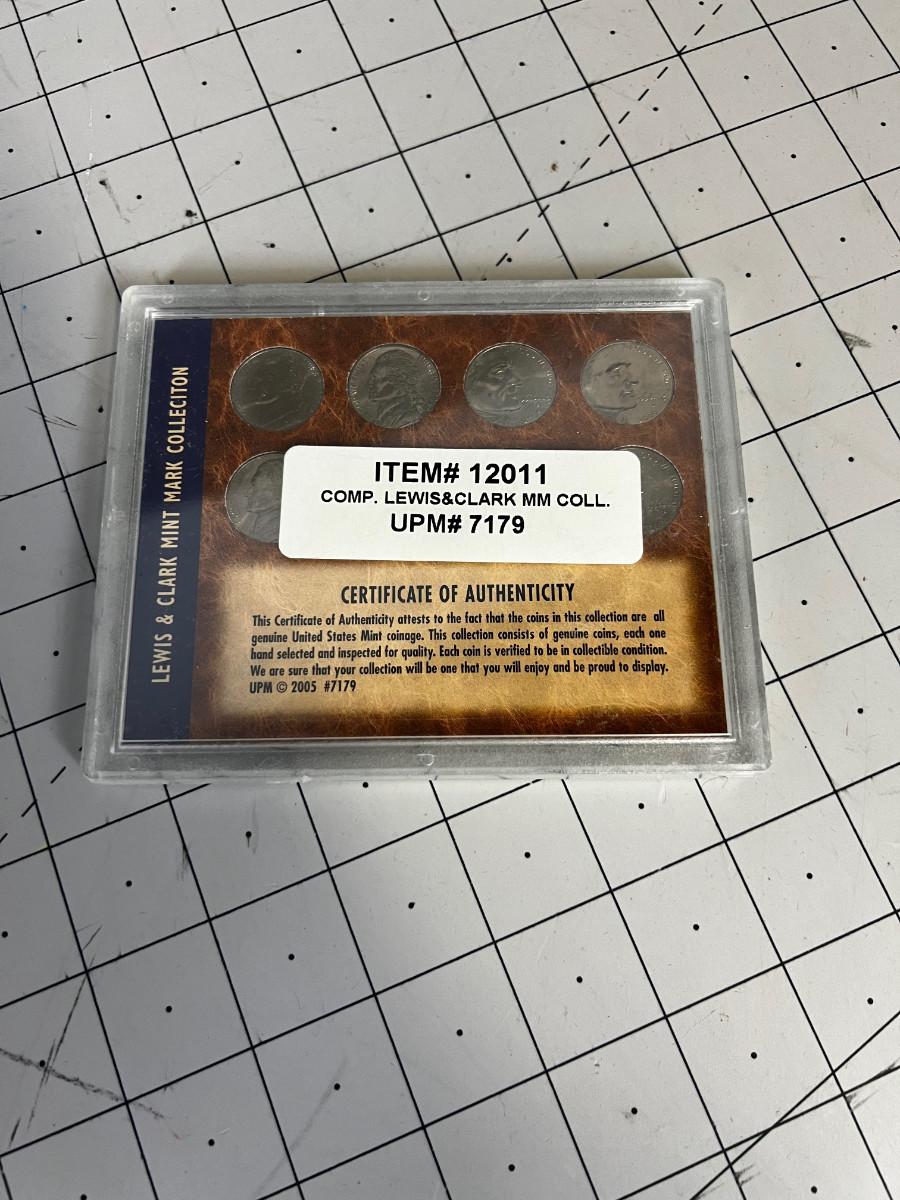 LEWIS & CLARK MINT MARK COLLECITON
ITEM# 12011
COMP. LEWIS&CLARK MM COLL.
UPM# 7179
CERTIFICATE OF AUTHENTICITY
This Certificate of Authenticity attests to the fact that the coins in this collection are all
genuine United States Mint coinage. This collection consists of genuine coins, each one
hand selected and inspected for quality. Each coin is verified to be in collectible condition.
We are sure that your collection will be one that you will enjoy and be proud to display.
UPM © 2005 #7179